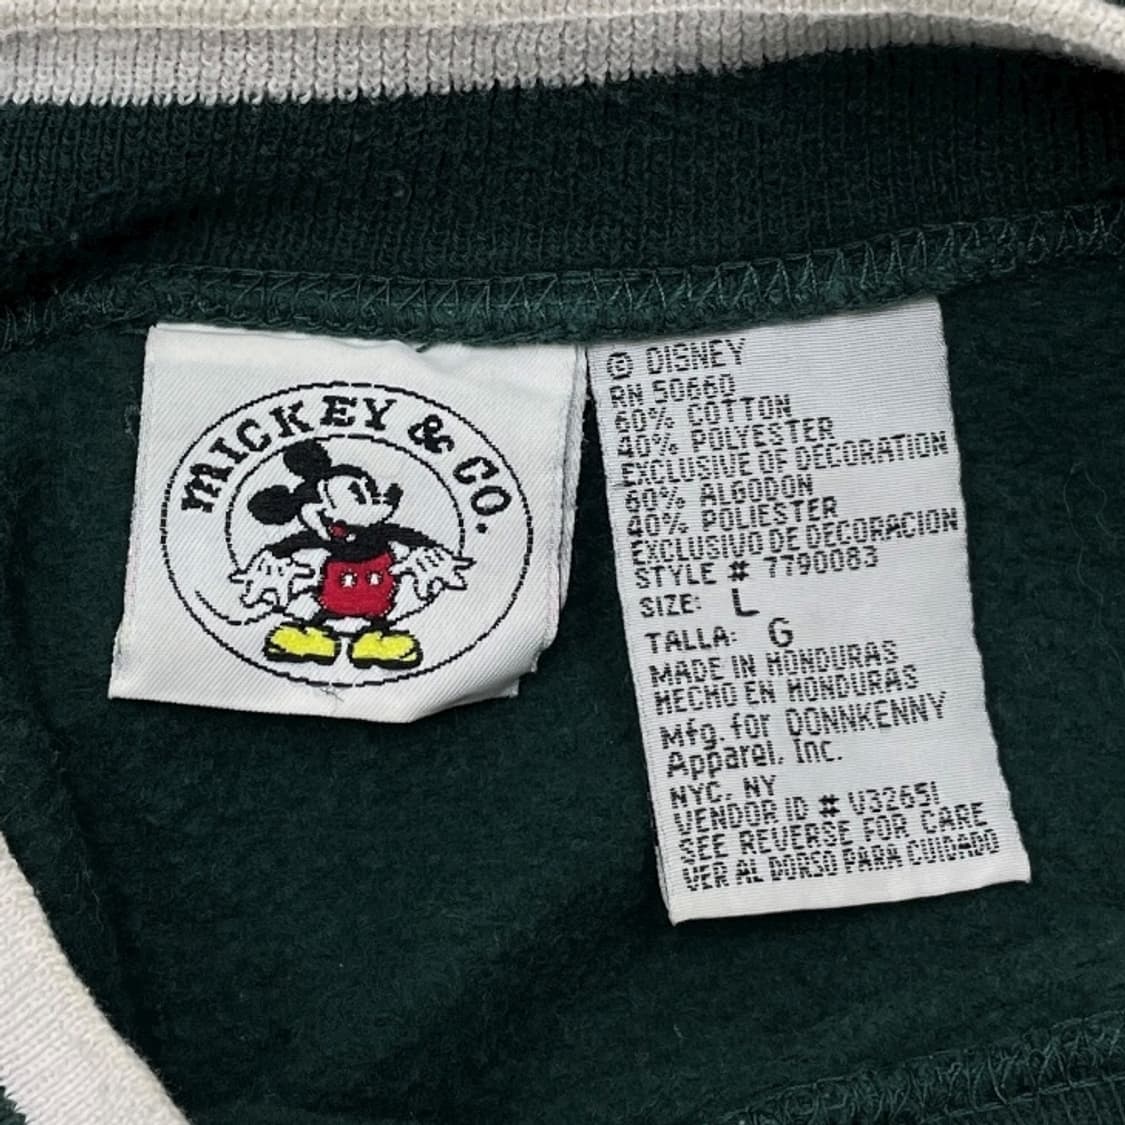 MICKEY & CO.
© DISNEY
RN 50660
60% COTTON
40% POLYESTER
EXCLUSIVE OF DECORATION
60% ALGODON
40% POLIESTER
EXCLUSIVO DE DECORACION
STYLE # 7790083
SIZE: L
TALLA: G
MADE IN HONDURAS
HECHO EN HONDURAS
Mfg. for DONNKENNY
Apparel, Inc.
NYC, NY
VENDOR ID # V32651
SEE REVERSE FOR CARE
VER AL DORSO PARA CUIDADO